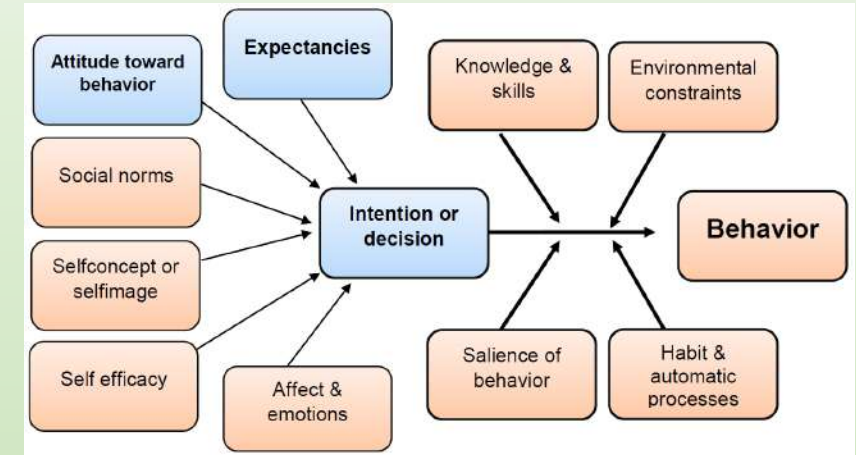 Attitude toward
behavior
Expectancies
Social norms
Selfconcept or
selfimage
Self efficacy
Affect &
emotions
Intention or
decision
Knowledge &
skills
Environmental
constraints
Salience of
behavior
Habit &
automatic
processes
Behavior